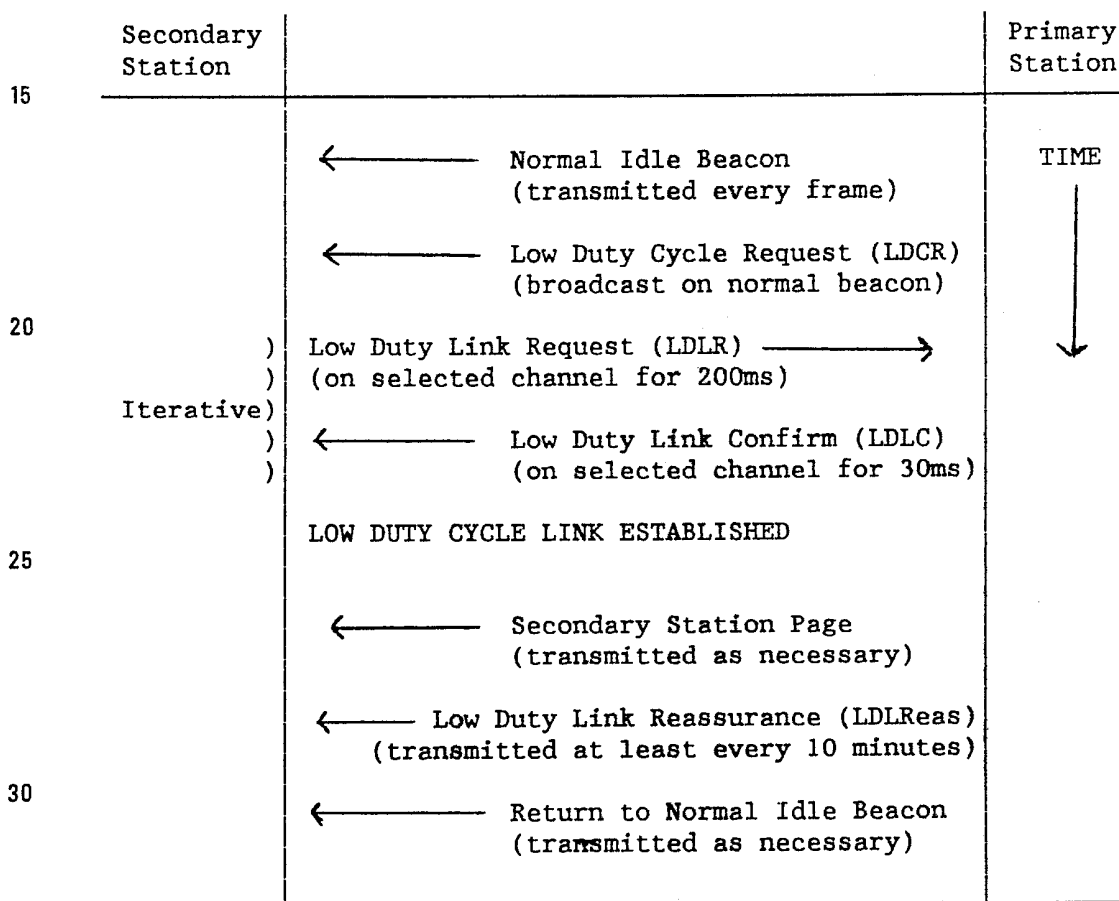 Secondary
Station
Primary
Station
15
Normal Idle Beacon
(transmitted every frame)
TIME
Low Duty Cycle Request (LDCR)
(broadcast on normal beacon)
20
) Low Duty Link Request (LDLR)
) (on selected channel for 200ms)
Iterative)
) Low Duty Link Confirm (LDLC)
) (on selected channel for 30ms)
LOW DUTY CYCLE LINK ESTABLISHED
25
Secondary Station Page
(transmitted as necessary)
Low Duty Link Reassurance (LDLReas)
(transmitted at least every 10 minutes)
30
Return to Normal Idle Beacon
(transmitted as necessary)